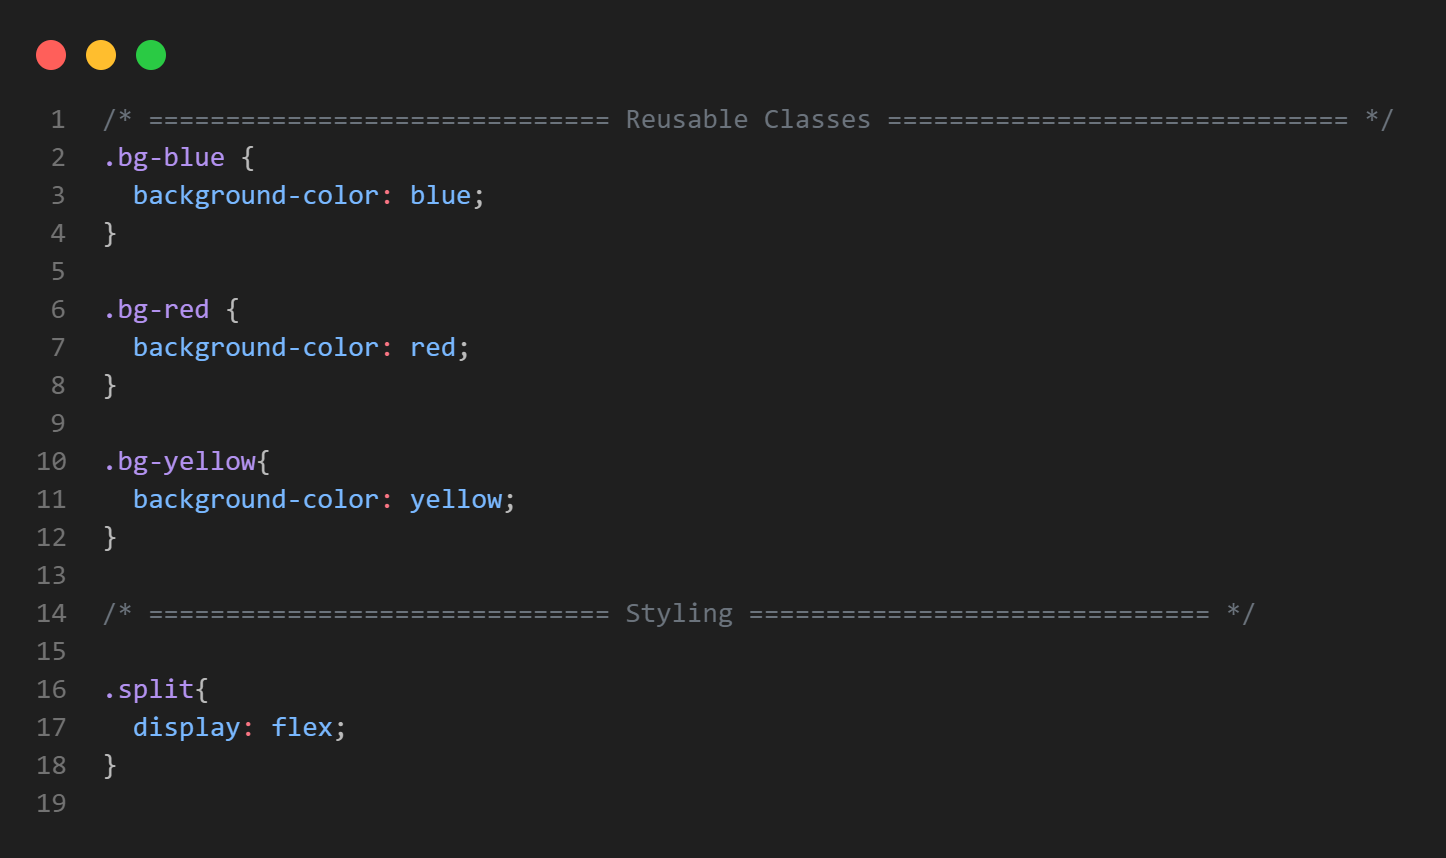 1 /* ============================== Reusable Classes ============================== */
2 .bg-blue {
3   background-color: blue;
4 }
5
6 .bg-red {
7   background-color: red;
8 }
9
10 .bg-yellow{
11   background-color: yellow;
12 }
13
14 /* ============================== Styling ============================== */
15
16 .split{
17   display: flex;
18 }
19